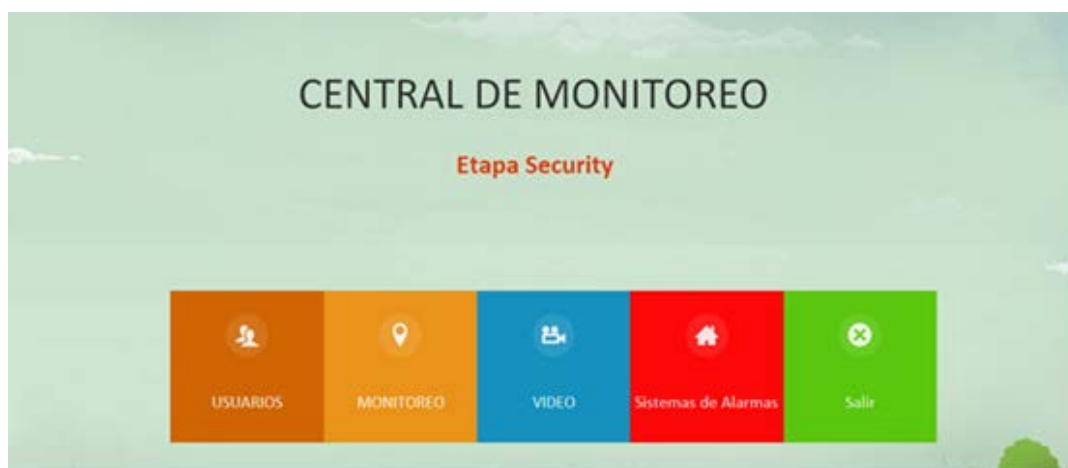 CENTRAL DE MONITOREO
Etapa Security
USUARIOS
MONITOREO
VIDEO
Sistemas de Alarmas
Salir